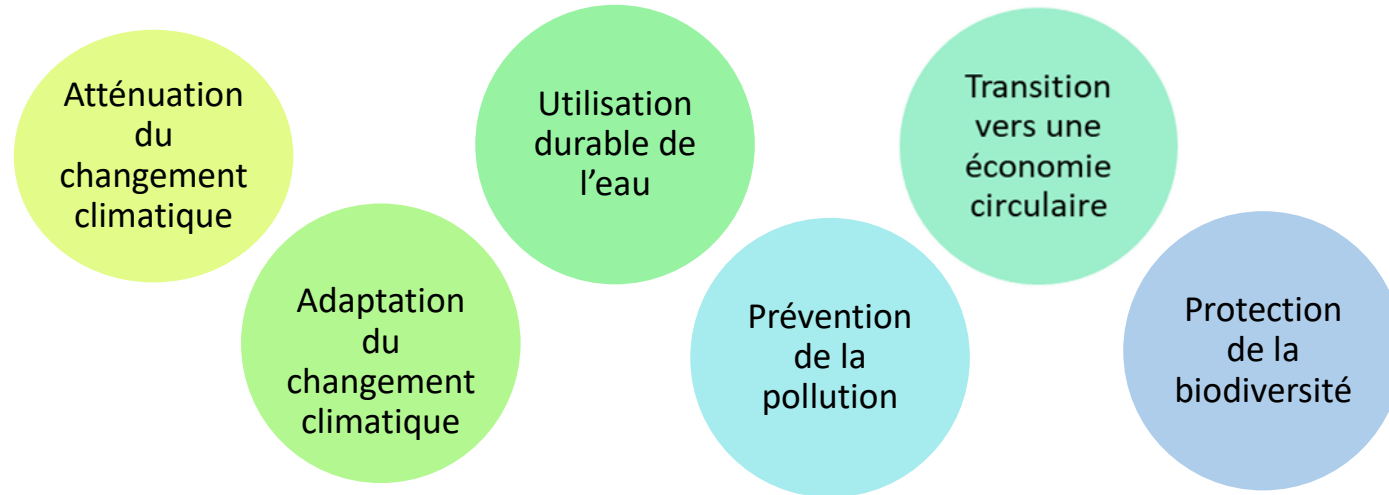 Atténuation
du
changement
climatique
Adaptation
du
changement
climatique
Utilisation
durable de
l’eau
Prévention
de la
pollution
Transition
vers une
économie
circulaire
Protection
de la
biodiversité